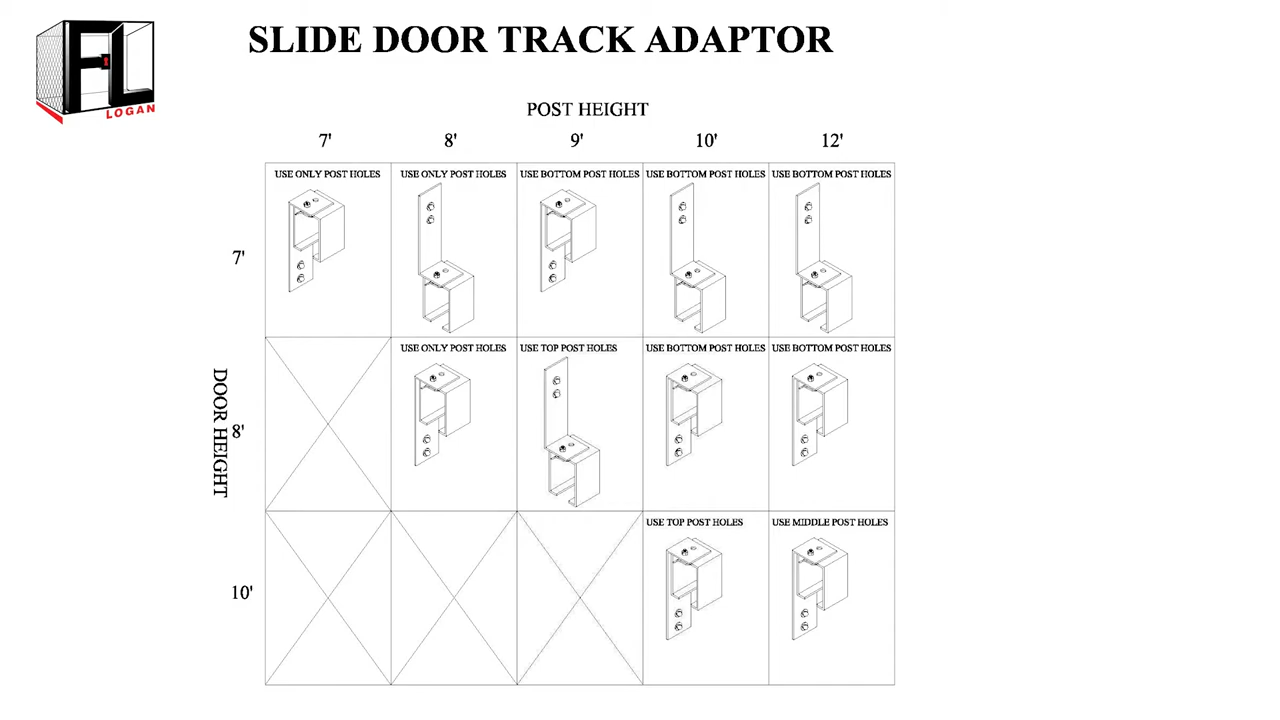 LOGAN
SLIDE DOOR TRACK ADAPTOR
POST HEIGHT
7' 8' 9' 10' 12'
USE ONLY POST HOLES USE ONLY POST HOLES USE BOTTOM POST HOLES USE BOTTOM POST HOLES USE BOTTOM POST HOLES
7'
USE ONLY POST HOLES USE TOP POST HOLES USE BOTTOM POST HOLES USE BOTTOM POST HOLES
DOOR HEIGHT
8'
USE TOP POST HOLES USE MIDDLE POST HOLES
10'